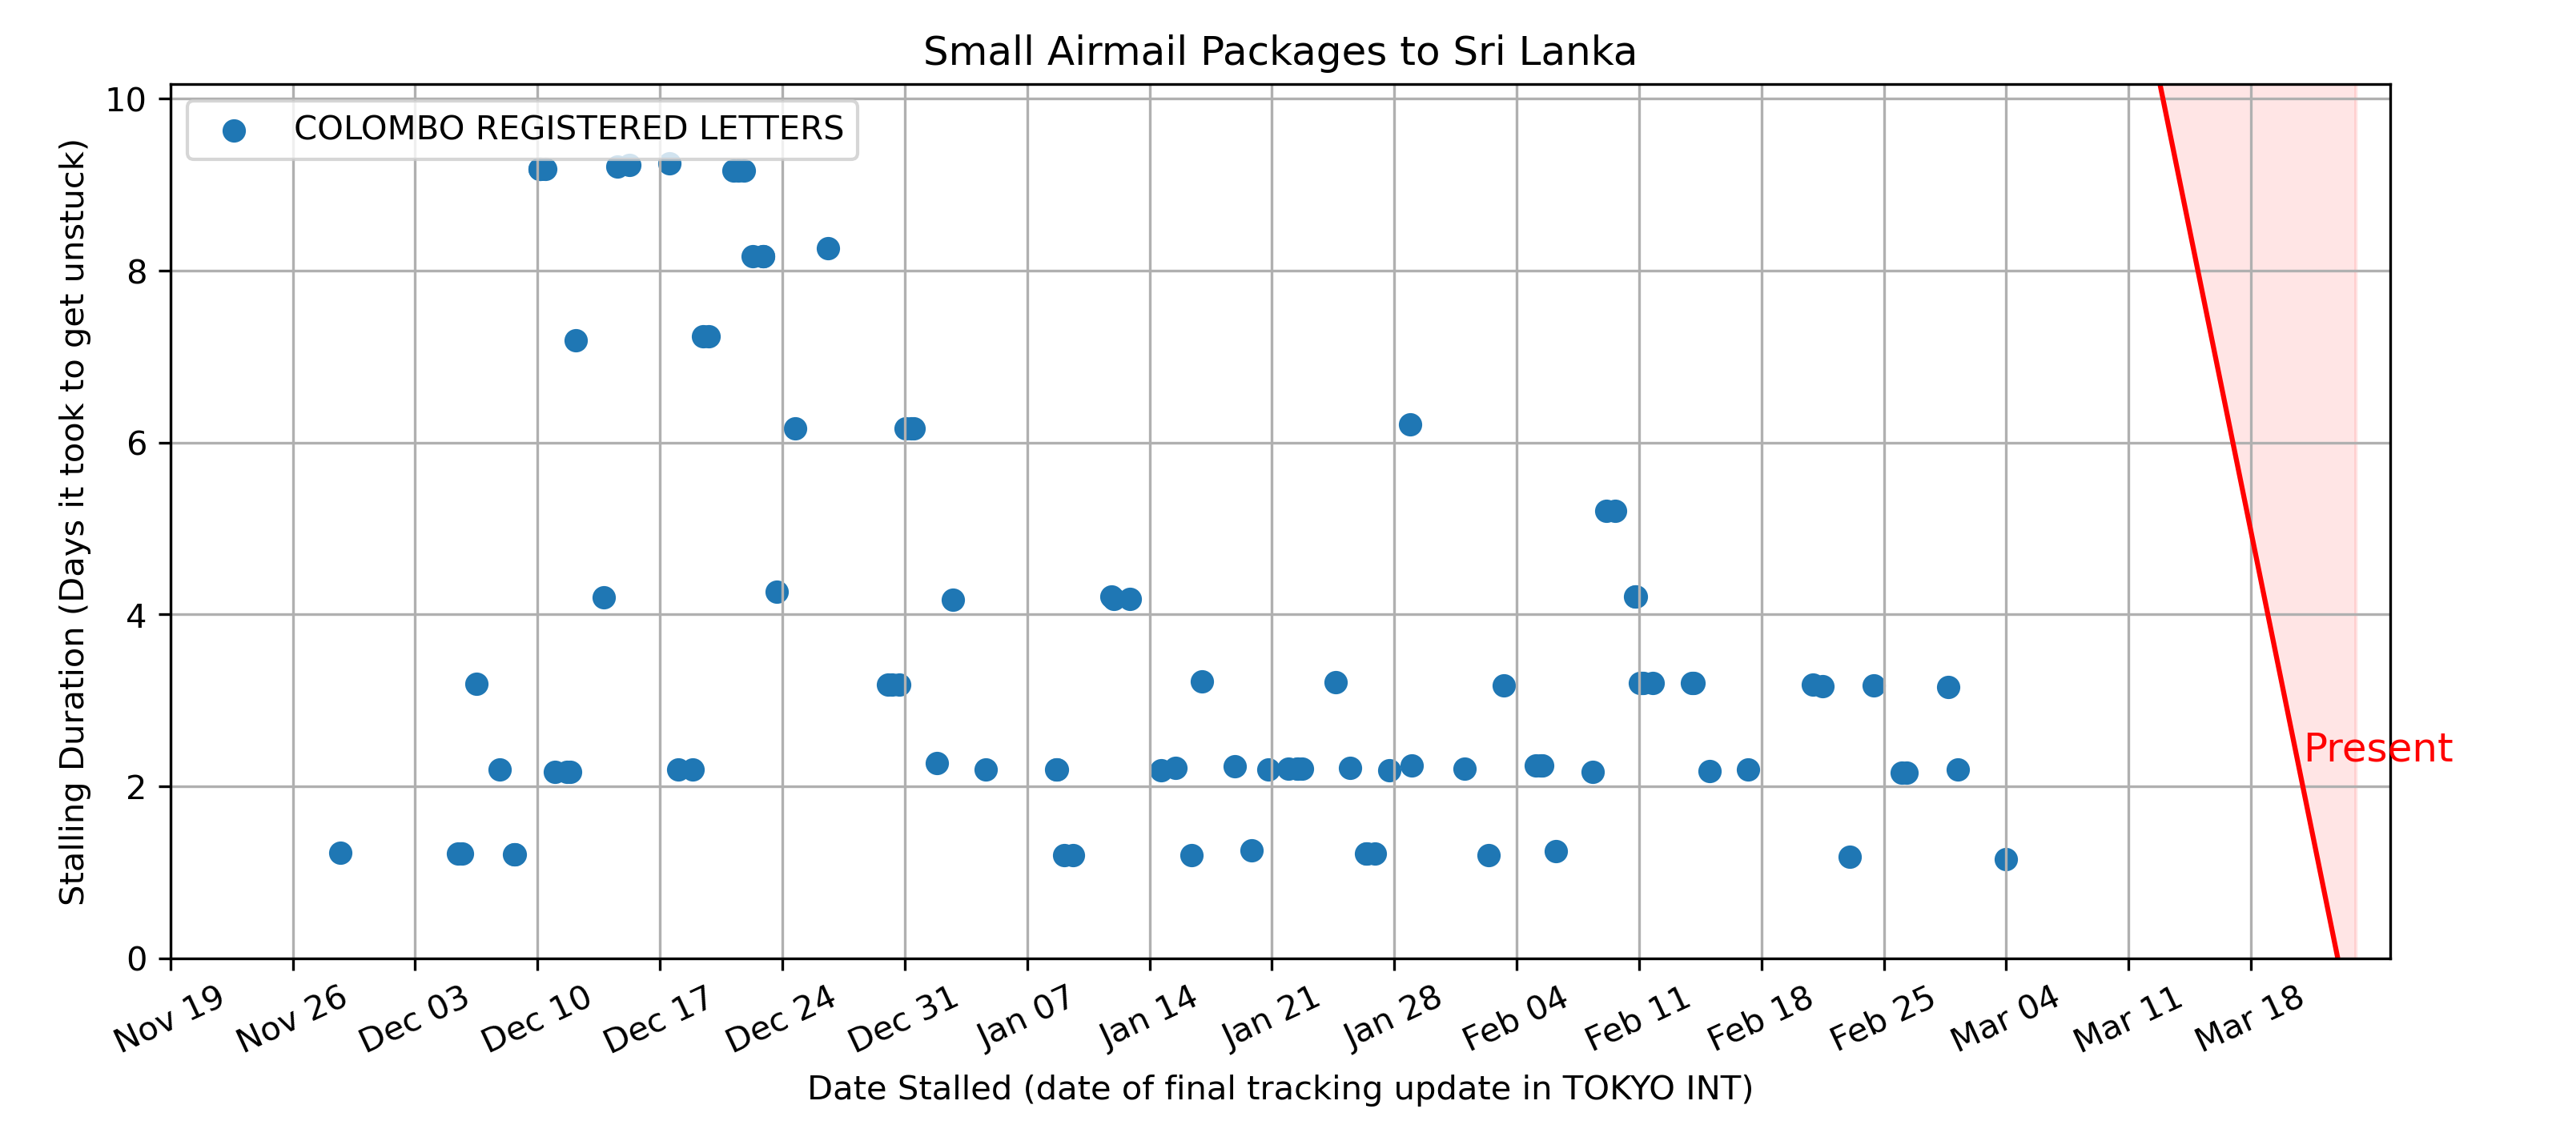 Small Airmail Packages to Sri Lanka
COLOMBO REGISTERED LETTERS
Stalling Duration (Days it took to get unstuck)
10
8
6
4
2
0
Present
Nov 19
Nov 26
Dec 03
Dec 10
Dec 17
Dec 24
Dec 31
Jan 07
Jan 14
Jan 21
Jan 28
Feb 04
Feb 11
Feb 18
Feb 25
Mar 04
Mar 11
Mar 18
Date Stalled (date of final tracking update in TOKYO INT)